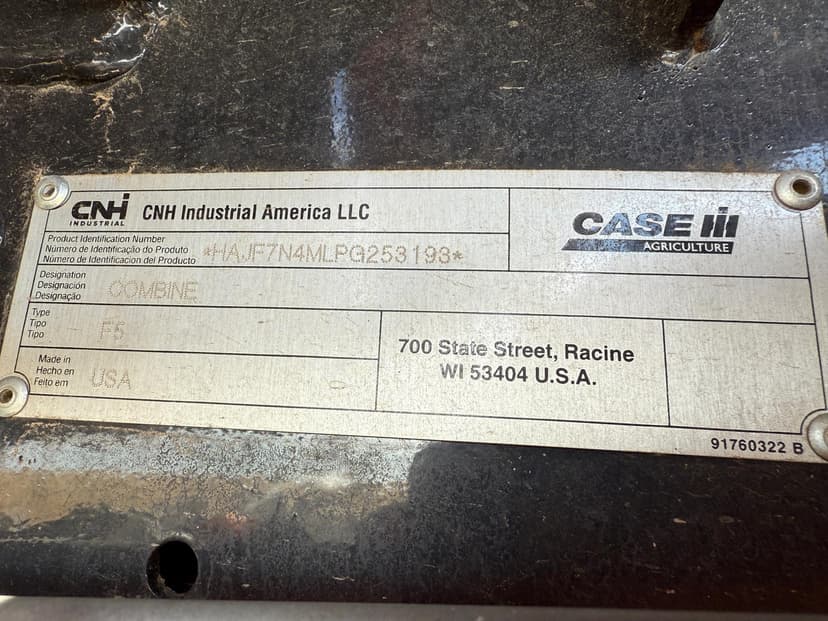 CNH INDUSTRIAL CNH Industrial America LLC
Product Identification Number
Número de Identificação do Produto
Número de Identificacion del Producto
*HAJF7N4MLPG253193*
CASE III
AGRICULTURE
Designation
Designación
Designação
COMBINE
Type
Tipo
Tipo
F5
Made in
Hecho en
Feito em
USA
700 State Street, Racine
WI 53404 U.S.A.
91760322 B